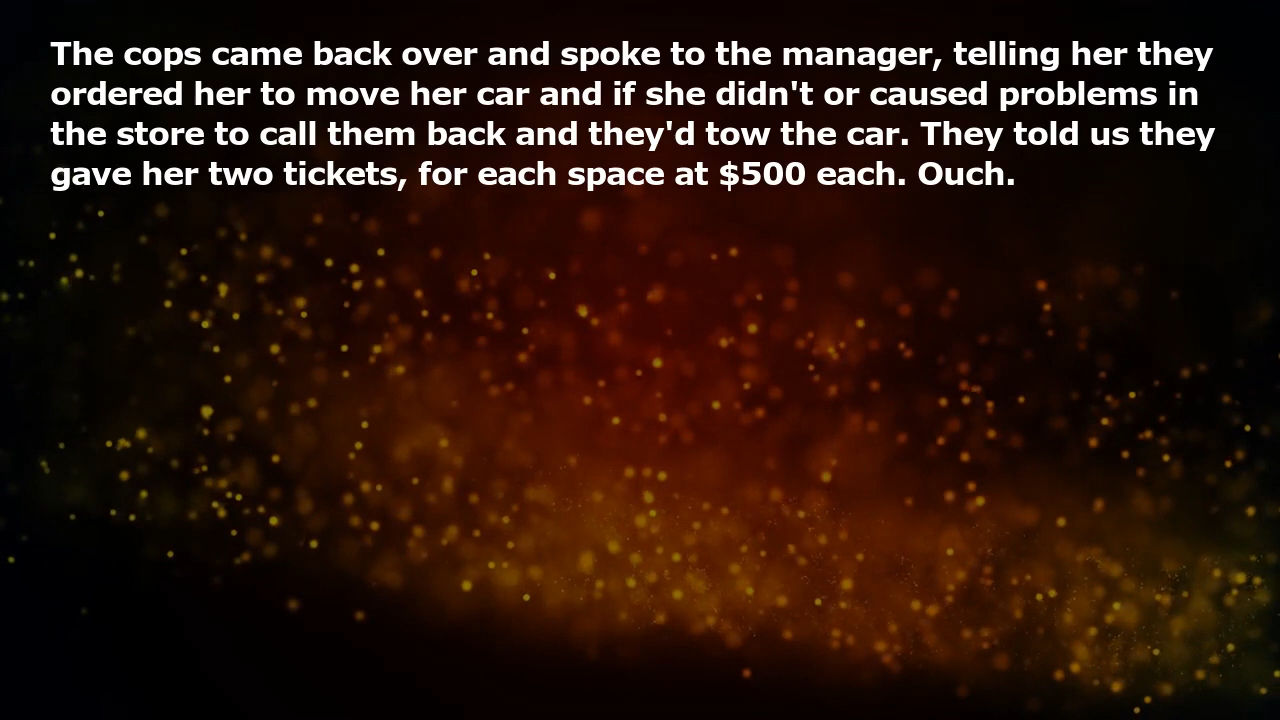 The cops came back over and spoke to the manager, telling her they
ordered her to move her car and if she didn't or caused problems in
the store to call them back and they'd tow the car. They told us they
gave her two tickets, for each space at $500 each. Ouch.